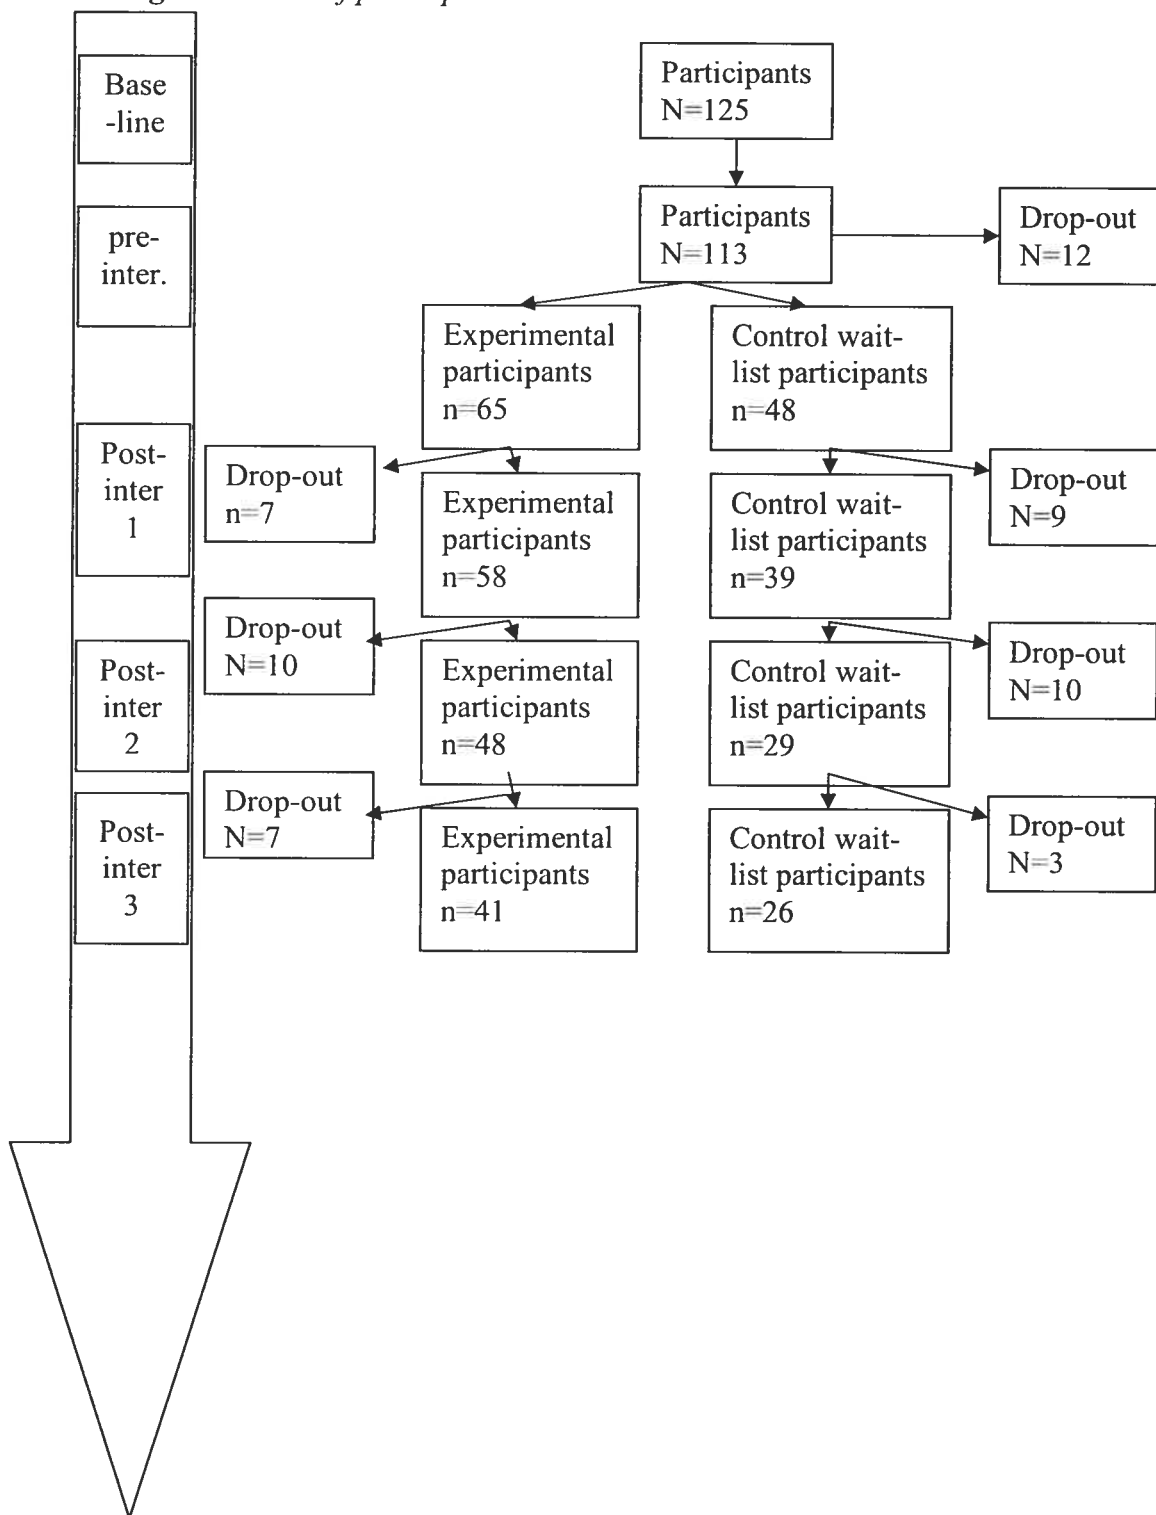 Base
-line
Participants
N=125
pre-
inter.
Participants
N=113
Drop-out
N=12
Experimental
participants
n=65
Control wait-
list participants
n=48
Post-
inter
1
Drop-out
n=7
Experimental
participants
n=58
Control wait-
list participants
n=39
Drop-out
N=9
Post-
inter
2
Drop-out
N=10
Experimental
participants
n=48
Control wait-
list participants
n=29
Drop-out
N=10
Post-
inter
3
Drop-out
N=7
Experimental
participants
n=41
Control wait-
list participants
n=26
Drop-out
N=3